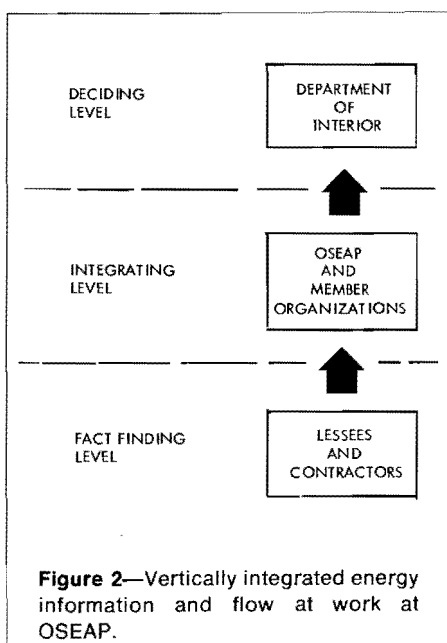 DECIDING
LEVEL
DEPARTMENT
OF
INTERIOR
INTEGRATING
LEVEL
OSEAP
AND
MEMBER
ORGANIZATIONS
FACT FINDING
LEVEL
LESSEES
AND
CONTRACTORS
Figure 2—Vertically integrated energy
information and flow at work at
OSEAP.